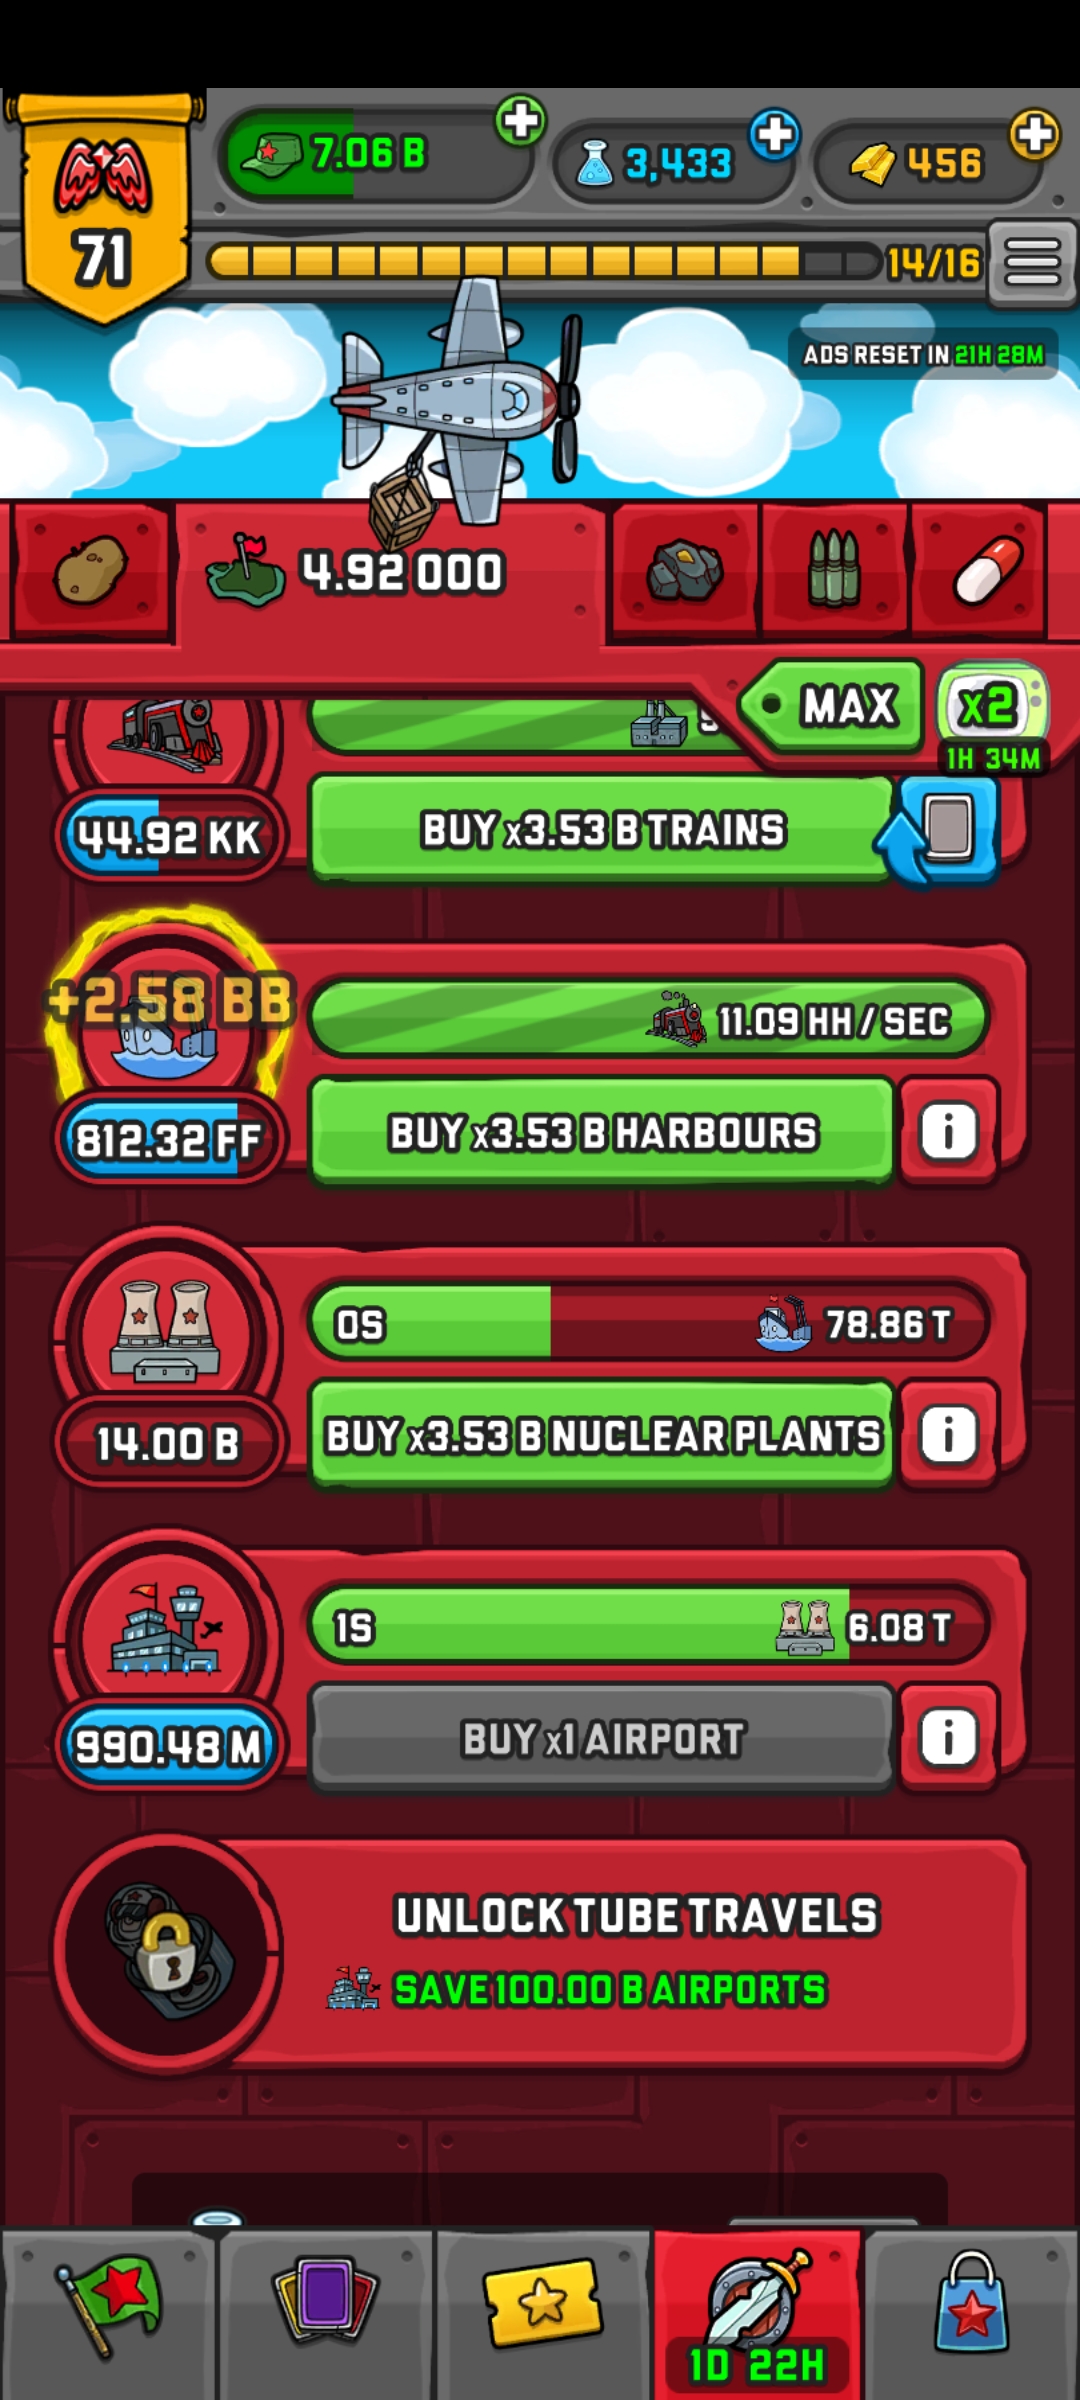 7.06 B
3,433
456
71
14/16
ADS RESET IN 21H 28M
4.92 000
MAX
x2
1H 34M
44.92 KK
BUY x3.53 B TRAINS
+2.58 BB
11.09 HH / SEC
812.32 FF
BUY x3.53 B HARBOURS
i
0S
78.86 T
14.00 B
BUY x3.53 B NUCLEAR PLANTS
i
1S
6.08 T
990.48 M
BUY x1 AIRPORT
i
UNLOCK TUBE TRAVELS
SAVE 100.00 B AIRPORTS
1D 22H